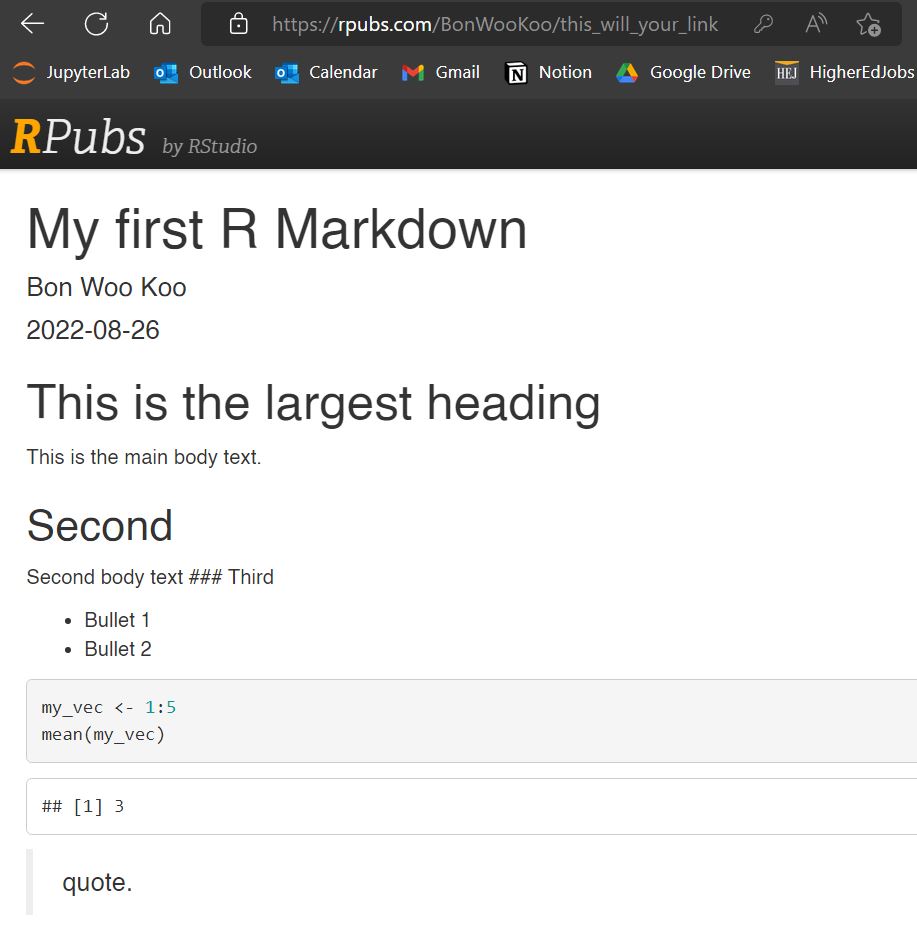 https://rpubs.com/BonWooKoo/this_will_your_link
JupyterLab Outlook Calendar Gmail Notion Google Drive HEJ HigherEdJobs
RPubs by RStudio
My first R Markdown
Bon Woo Koo
2022-08-26
This is the largest heading
This is the main body text.
Second
Second body text ### Third
• Bullet 1
• Bullet 2
my_vec <- 1:5
mean(my_vec)
## [1] 3
quote.